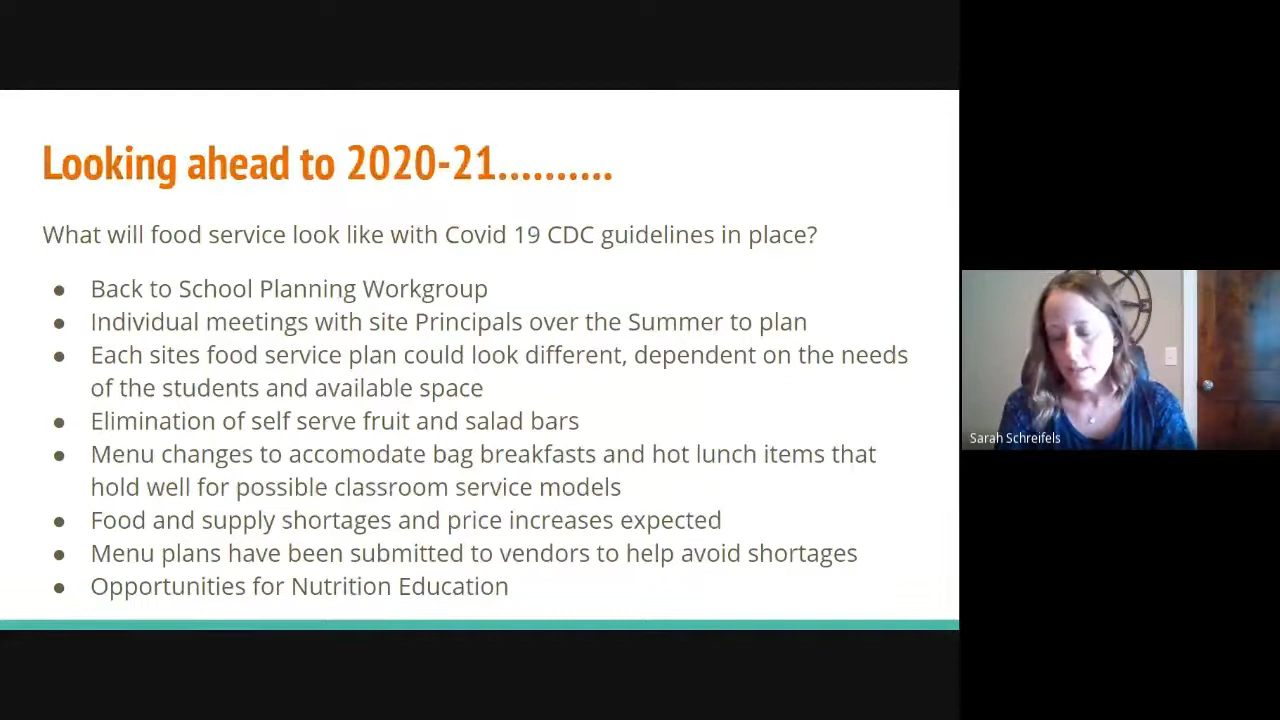 Looking ahead to 2020-21..........
What will food service look like with Covid 19 CDC guidelines in place?
● Back to School Planning Workgroup
● Individual meetings with site Principals over the Summer to plan
● Each sites food service plan could look different, dependent on the needs
of the students and available space
● Elimination of self serve fruit and salad bars
● Menu changes to accomodate bag breakfasts and hot lunch items that
hold well for possible classroom service models
● Food and supply shortages and price increases expected
● Menu plans have been submitted to vendors to help avoid shortages
● Opportunities for Nutrition Education
Sarah Schreifels